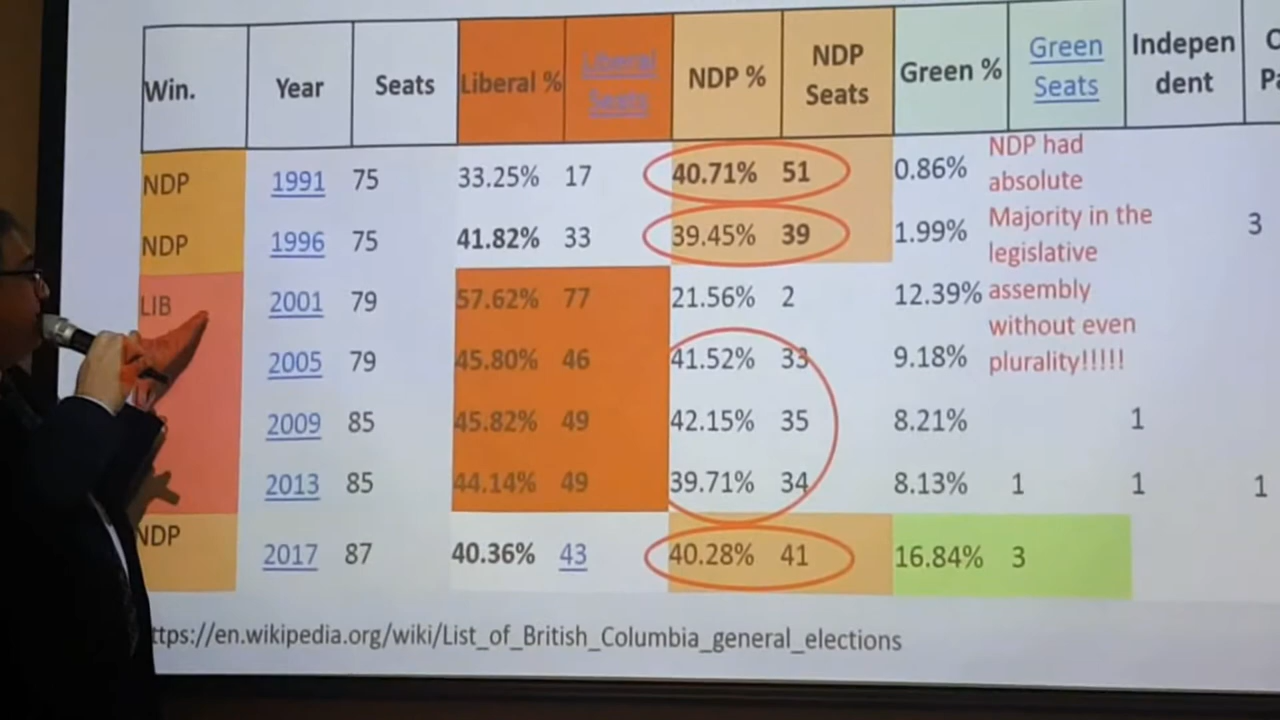 Win. Year Seats Liberal % Liberal Seats NDP % NDP Seats Green % Green Seats Indepen dent
NDP 1991 75 33.25% 17 40.71% 51 0.86%
NDP 1996 75 41.82% 33 39.45% 39 1.99% 3
LIB 2001 79 57.62% 77 21.56% 2 12.39%
2005 79 45.80% 46 41.52% 33 9.18%
2009 85 45.82% 49 42.15% 35 8.21% 1
2013 85 44.14% 49 39.71% 34 8.13% 1 1 1
NDP 2017 87 40.36% 43 40.28% 41 16.84% 3
NDP had
absolute
Majority in the
legislative
assembly
without even
plurality!!!!!
ttps://en.wikipedia.org/wiki/List_of_British_Columbia_general_elections